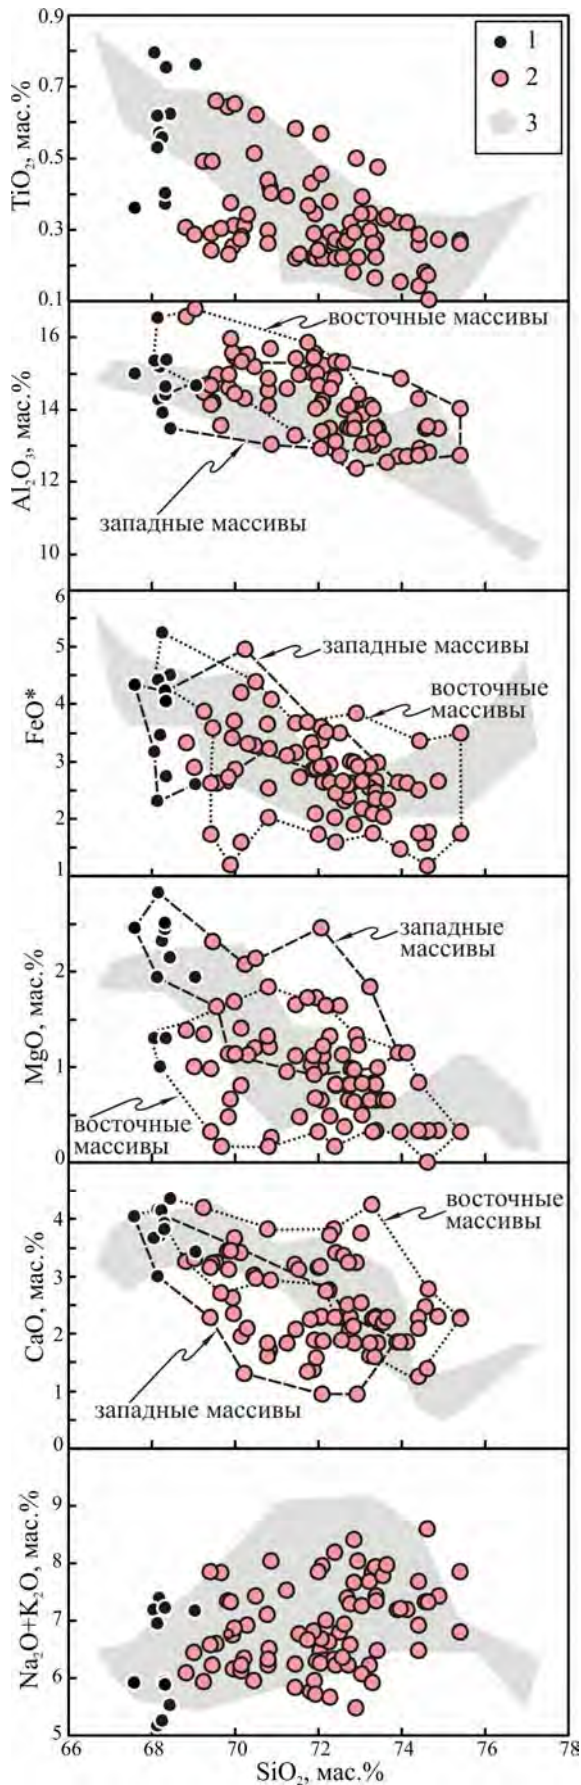 0.9
0.7
0.5
0.3
0.1
TiO₂, мас.%
1
2
3
16
14
12
10
Al₂O₃, мас.%
восточные массивы
западные массивы
6
5
4
3
2
1
FeO*
западные массивы
восточные
массивы
2
1
0
MgO, мас.%
западные
массивы
восточные
массивы
4
3
2
1
0
CaO, мас.%
восточные
массивы
западные массивы
9
8
7
6
5
Na₂O+K₂O, мас.%
66 68 70 72 74 76 78
SiO₂, мас.%